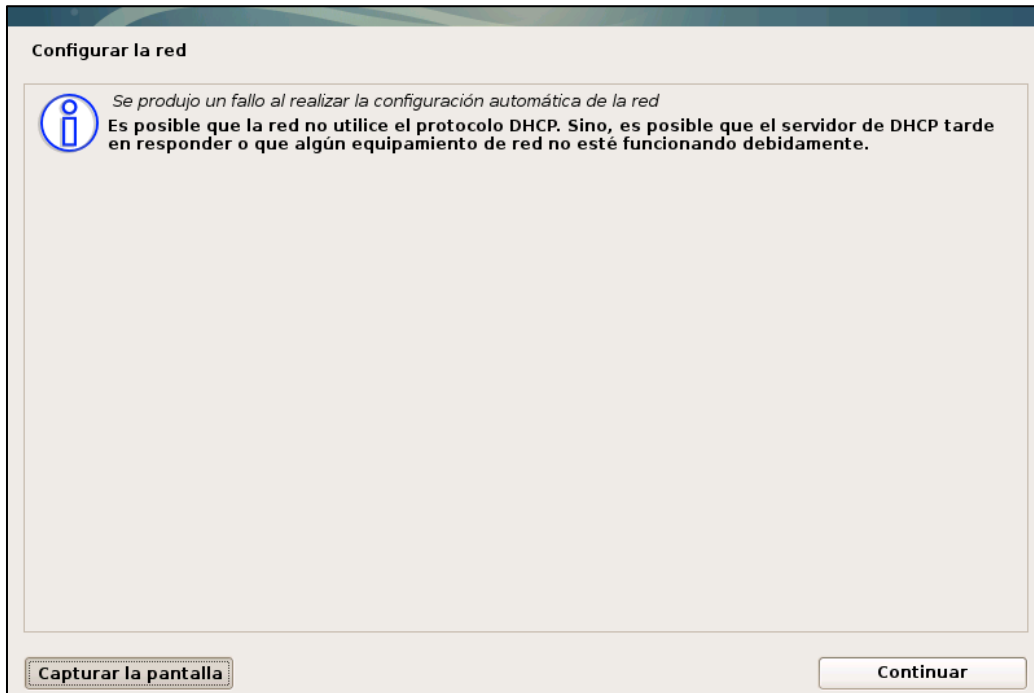 Configurar la red
Se produjo un fallo al realizar la configuración automática de la red
Es posible que la red no utilice el protocolo DHCP. Sino, es posible que el servidor de DHCP tarde
en responder o que algún equipamiento de red no esté funcionando debidamente.
Capturar la pantalla
Continuar